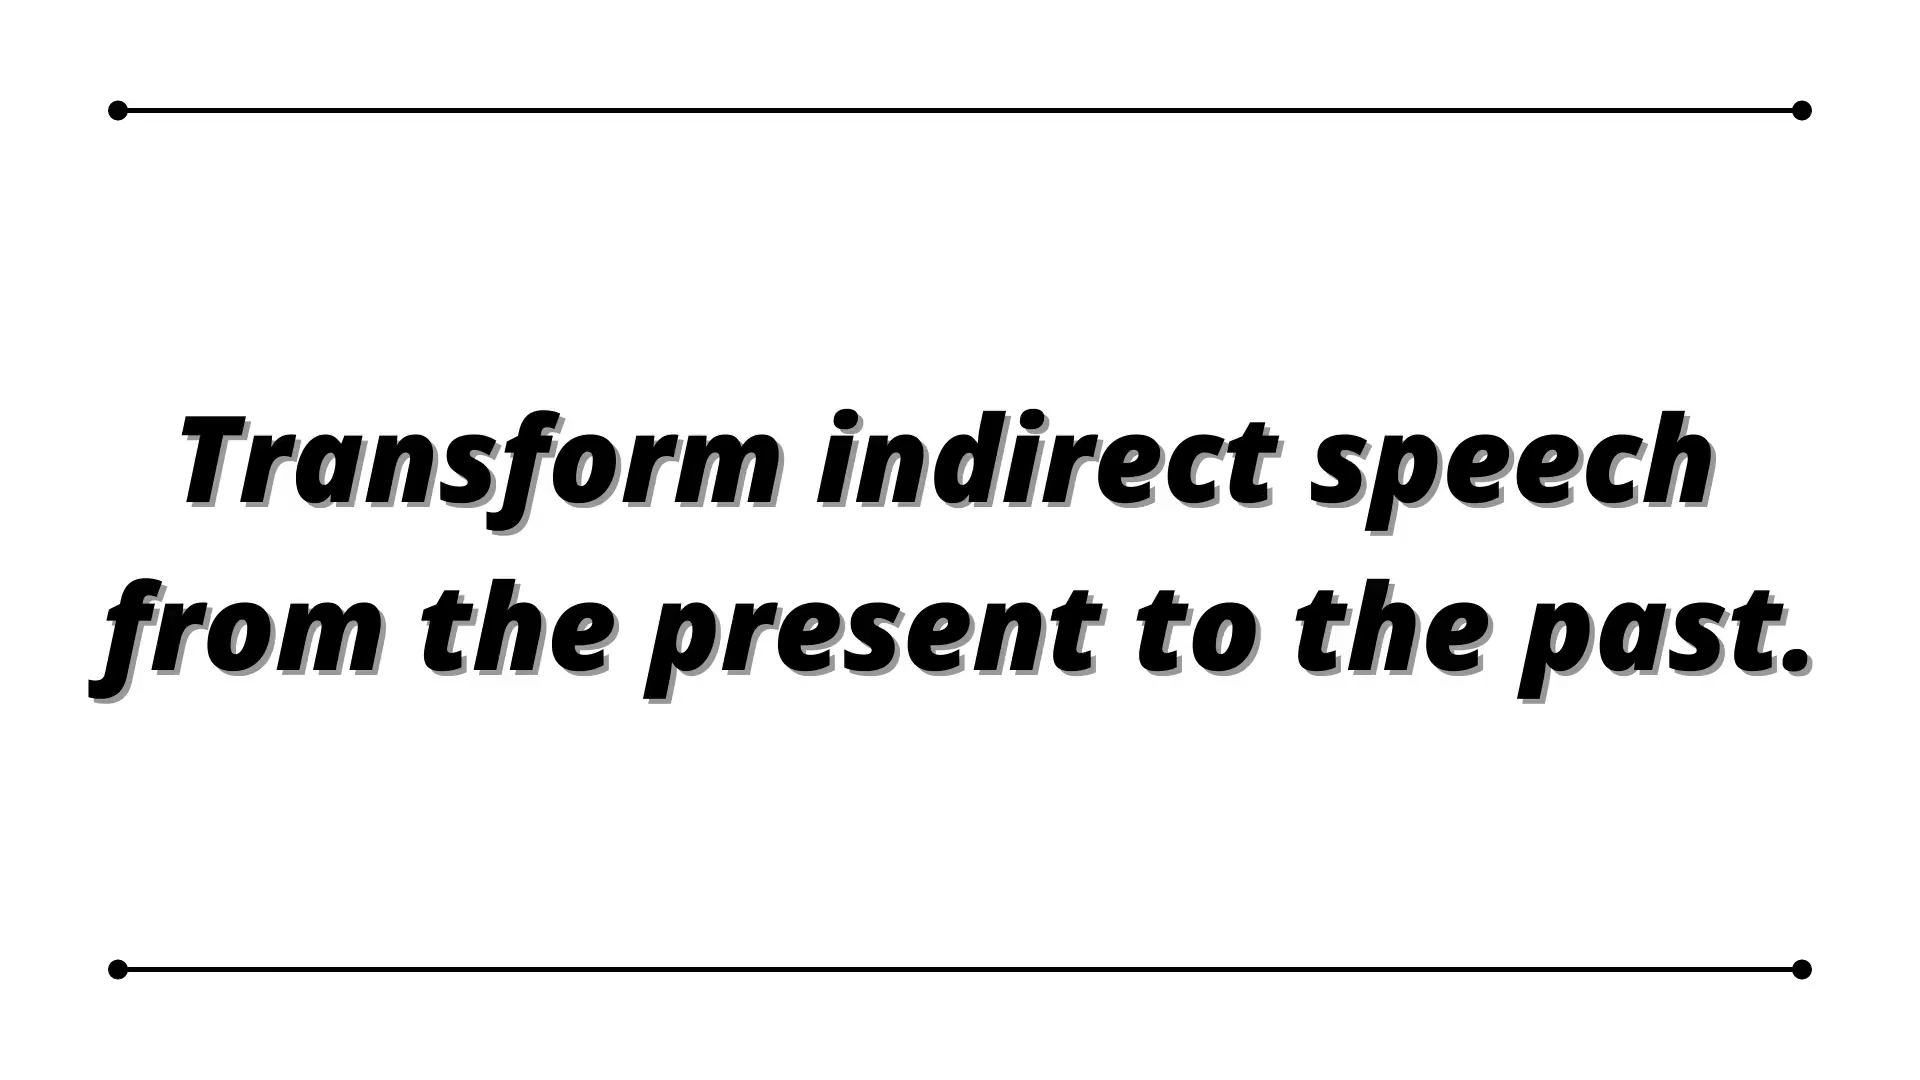 Transform indirect speech
from the present to the past.